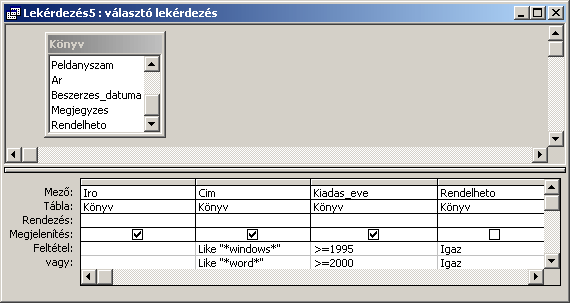 Lekérdezés5 : választó lekérdezés
Könyv
Peldanyszam
Ar
Beszerzes_datuma
Megjegyzes
Rendelheto
Mező: Iro Cim Kiadas_eve Rendelheto
Tábla: Könyv Könyv Könyv Könyv
Rendezés:
Megjelenítés:
Feltétel: Like "*windows*" >=1995 Igaz
vagy: Like "*word*" >=2000 Igaz